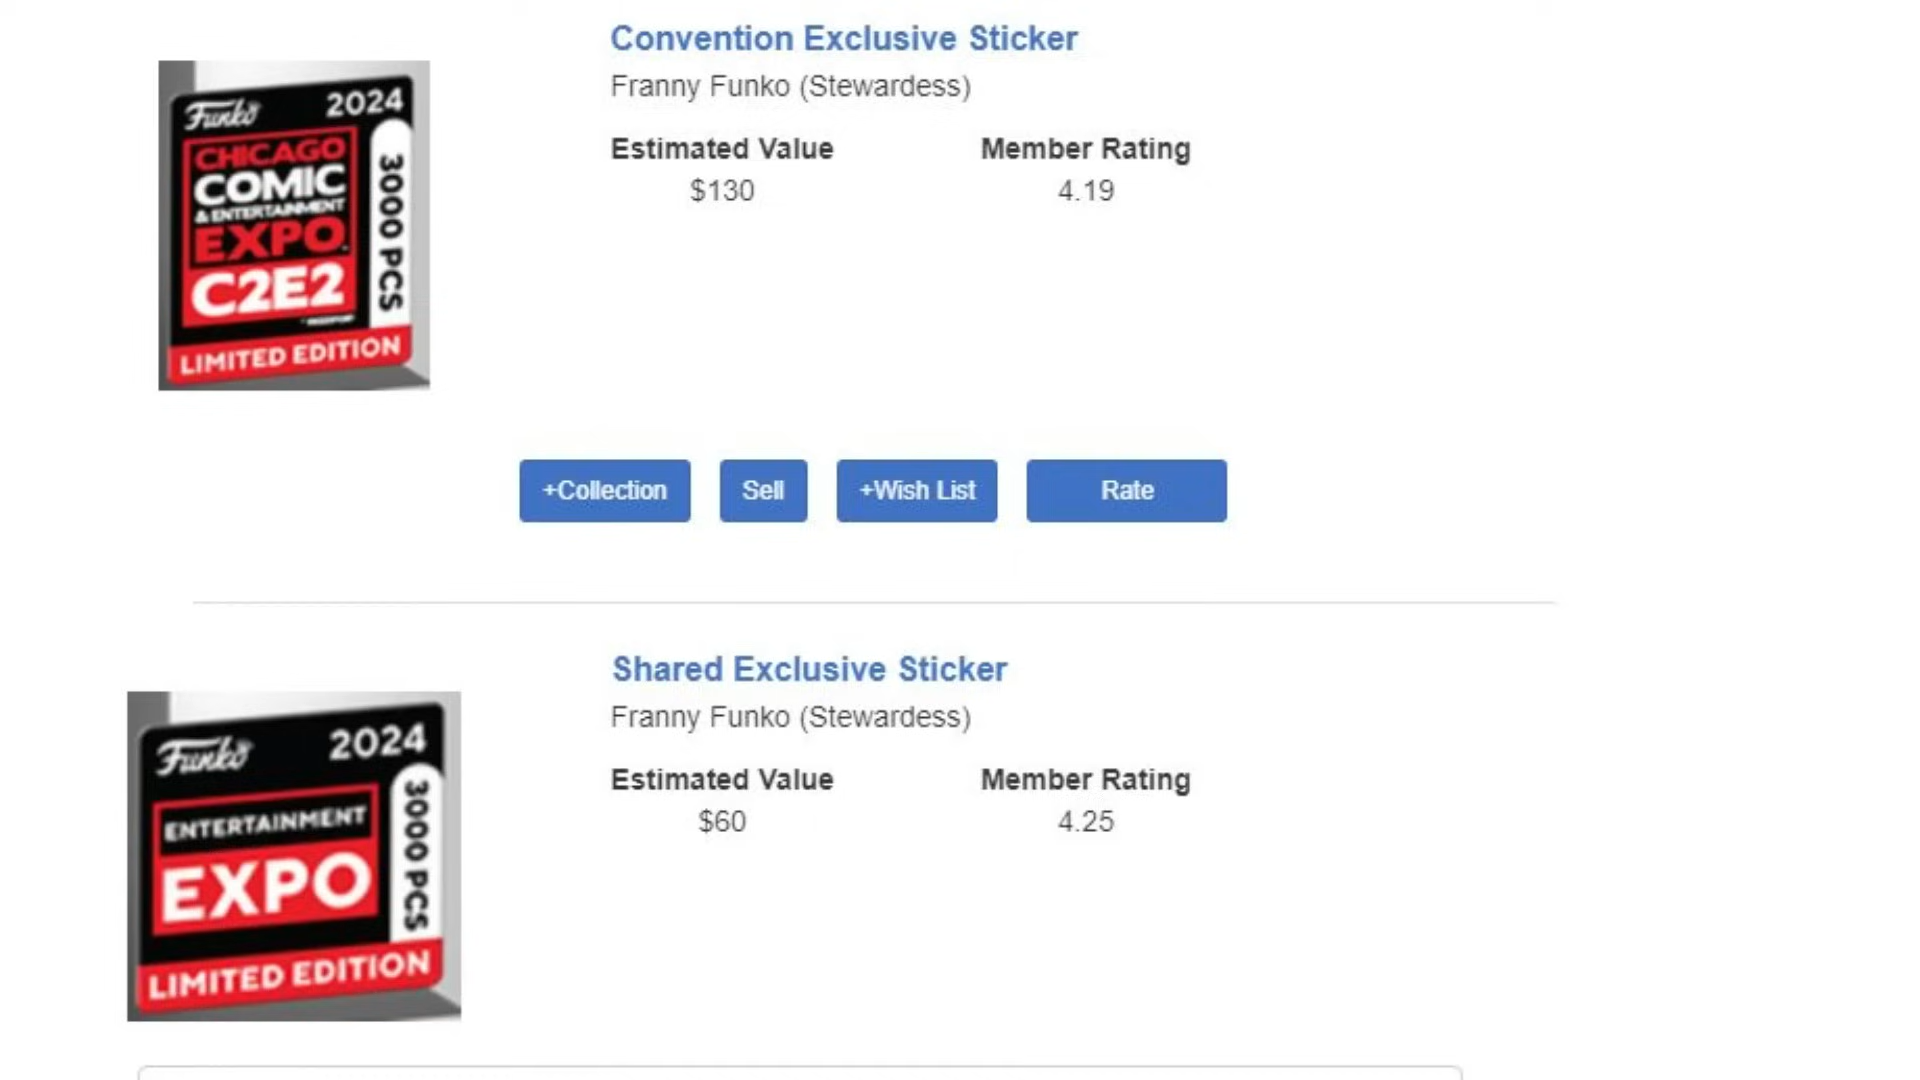 Convention Exclusive Sticker
Franny Funko (Stewardess)
Estimated Value
Member Rating
$130
4.19
Funko
2024
CHICAGO
COMIC
& ENTERTAINMENT
EXPO
C2E2
3000 PCS
LIMITED EDITION
+Collection
Sell
+Wish List
Rate
Shared Exclusive Sticker
Franny Funko (Stewardess)
Estimated Value
Member Rating
$60
4.25
Funko
2024
ENTERTAINMENT
EXPO
3000 PCS
LIMITED EDITION